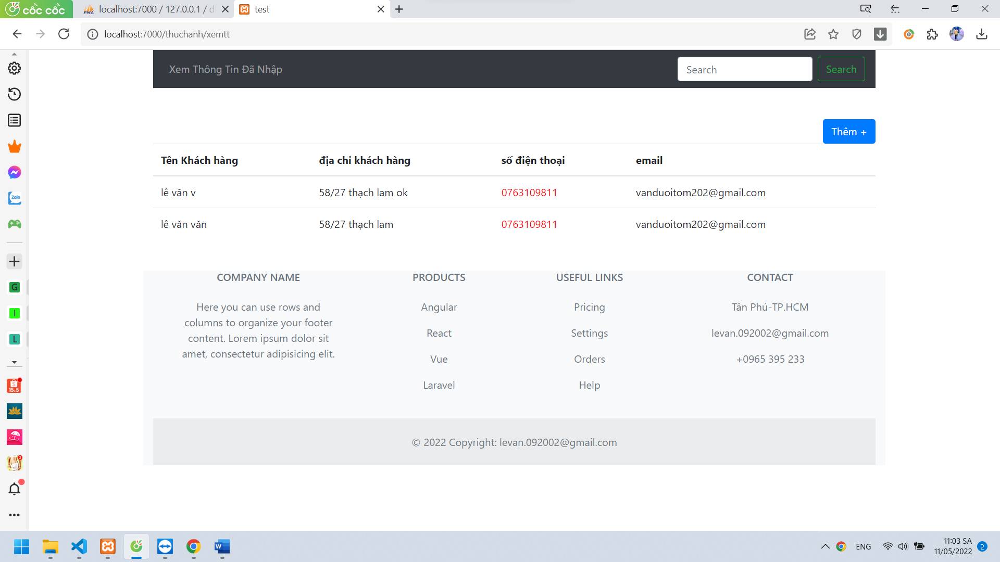 cốc cốc
localhost:7000 / 127.0.0.1 / d
test
localhost:7000/thuchanh/xemtt
Xem Thông Tin Đã Nhập
Search
Search
Thêm +
Tên Khách hàng địa chỉ khách hàng số điện thoại email
lê văn v 58/27 thạch lam ok 0763109811 vanduoitom202@gmail.com
lê văn văn 58/27 thạch lam 0763109811 vanduoitom202@gmail.com
COMPANY NAME
Here you can use rows and
columns to organize your footer
content. Lorem ipsum dolor sit
amet, consectetur adipisicing elit.
PRODUCTS
Angular
React
Vue
Laravel
USEFUL LINKS
Pricing
Settings
Orders
Help
CONTACT
Tân Phú-TP.HCM
levan.092002@gmail.com
+0965 395 233
© 2022 Copyright: levan.092002@gmail.com
PMA
Zalo
G
I
L
S
15.5
2
W
ENG
11:03 SA
11/05/2022
2